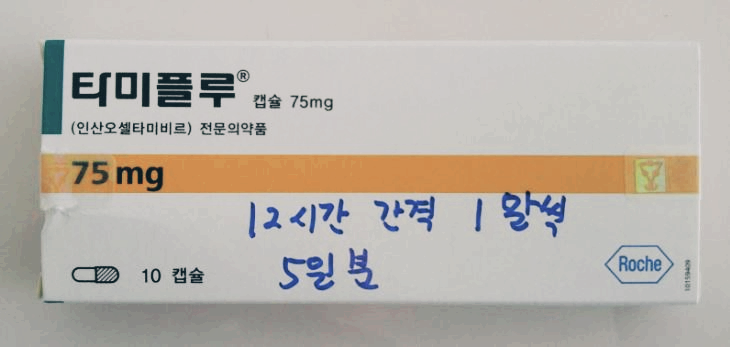 타미플루® 캡슐 75mg
(인산오셀타미비르) 전문의약품
75 mg
12시간 간격 1알씩
5일분
10 캡슐
Roche
10159409